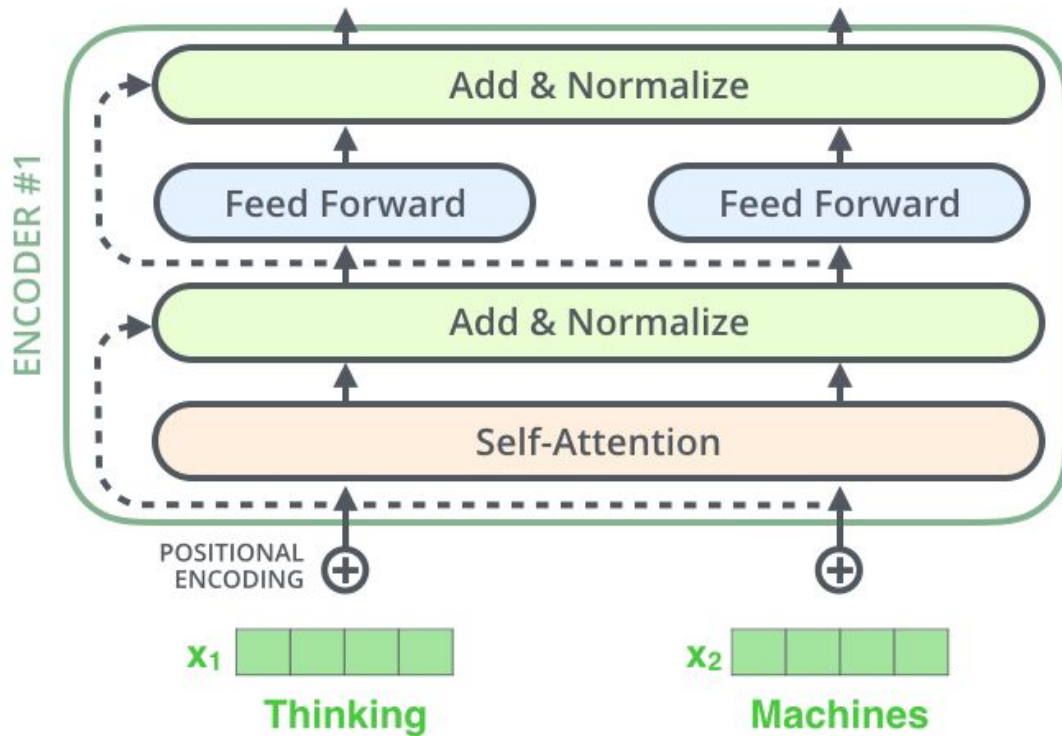 ENCODER #1
Add & Normalize
Feed Forward
Feed Forward
Add & Normalize
Self-Attention
POSITIONAL
ENCODING
x₁
x₂
Thinking
Machines